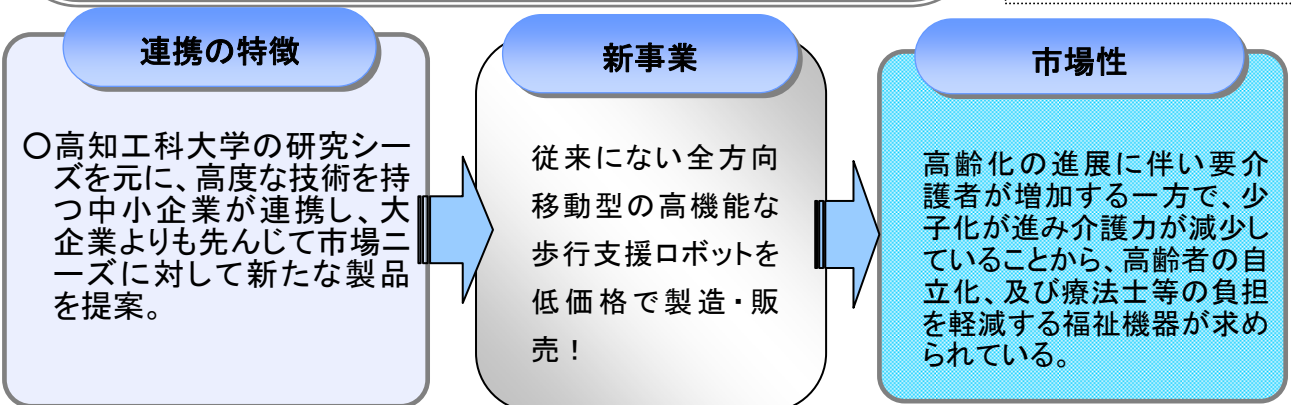 連携の特徴
〇高知工科大学の研究シー
ズを元に、高度な技術を持
つ中小企業が連携し、大
企業よりも先んじて市場ニ
ーズに対して新たな製品
を提案。
新事業
従来にない全方向
移動型の高機能な
歩行支援ロボットを
低価格で製造・販
売！
市場性
高齢化の進展に伴い要介
護者が増加する一方で、少
子化が進み介護力が減少し
ていることから、高齢者の自
立化、及び療法士等の負担
を軽減する福祉機器が求め
られている。